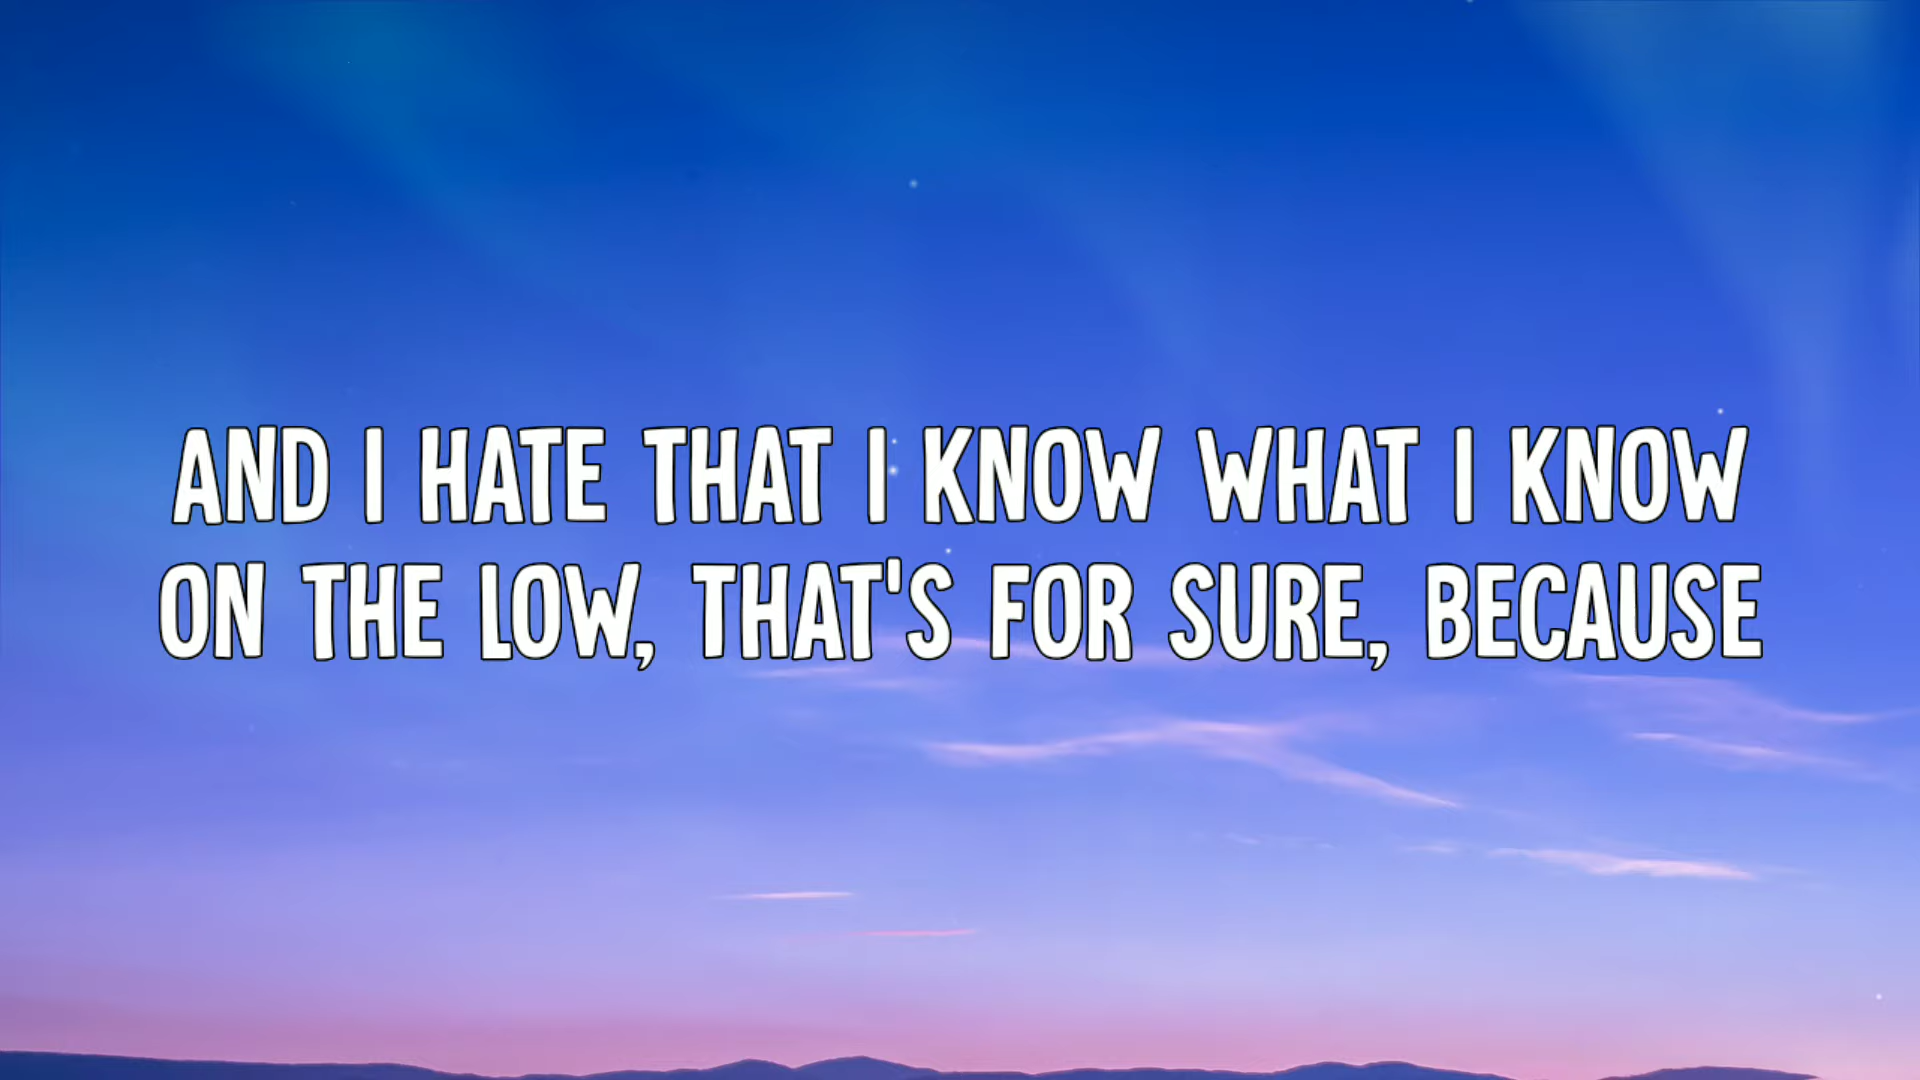 AND I HATE THAT I KNOW WHAT I KNOW
ON THE LOW, THAT'S FOR SURE, BECAUSE